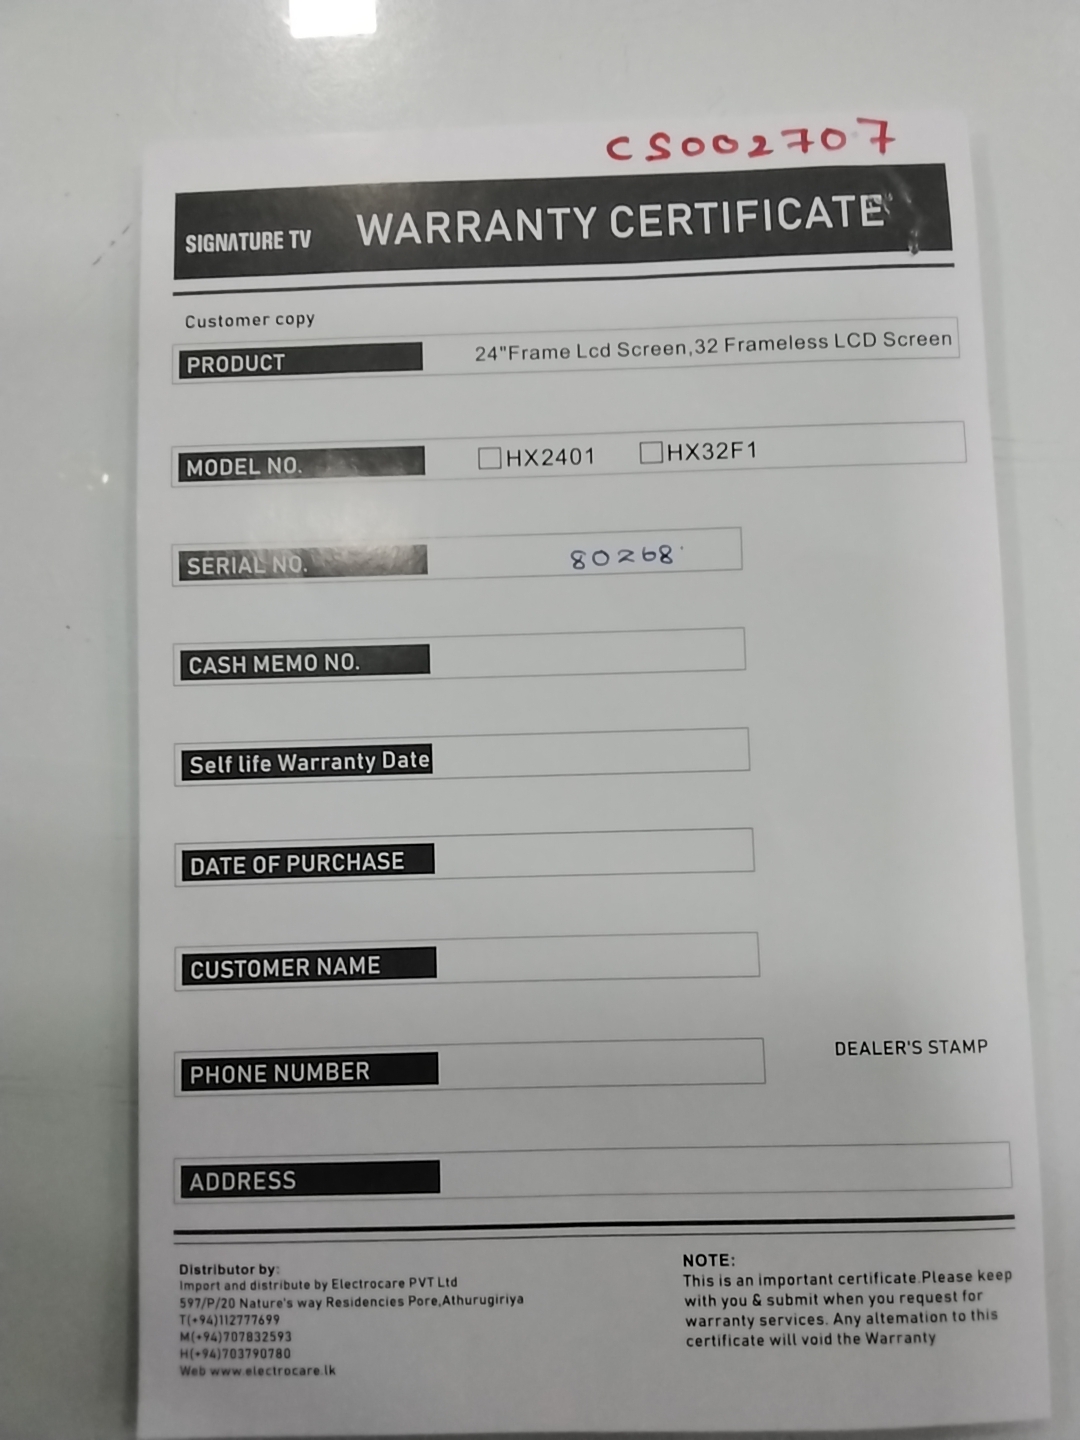 CS002707
SIGNATURE TV WARRANTY CERTIFICATE
Customer copy
PRODUCT 24"Frame Lcd Screen,32 Frameless LCD Screen
MODEL NO. HX2401 HX32F1
SERIAL NO. 80268
CASH MEMO NO.
Self life Warranty Date
DATE OF PURCHASE
CUSTOMER NAME
PHONE NUMBER
DEALER'S STAMP
ADDRESS
Distributor by:
Import and distribute by Electrocare PVT Ltd
597/P/20 Nature's way Residencies Pore,Athurugiriya
T(+94)112777699
M(+94)707832593
H(+94)703790780
Web www.electrocare.lk
NOTE:
This is an important certificate.Please keep
with you & submit when you request for
warranty services. Any altemation to this
certificate will void the Warranty